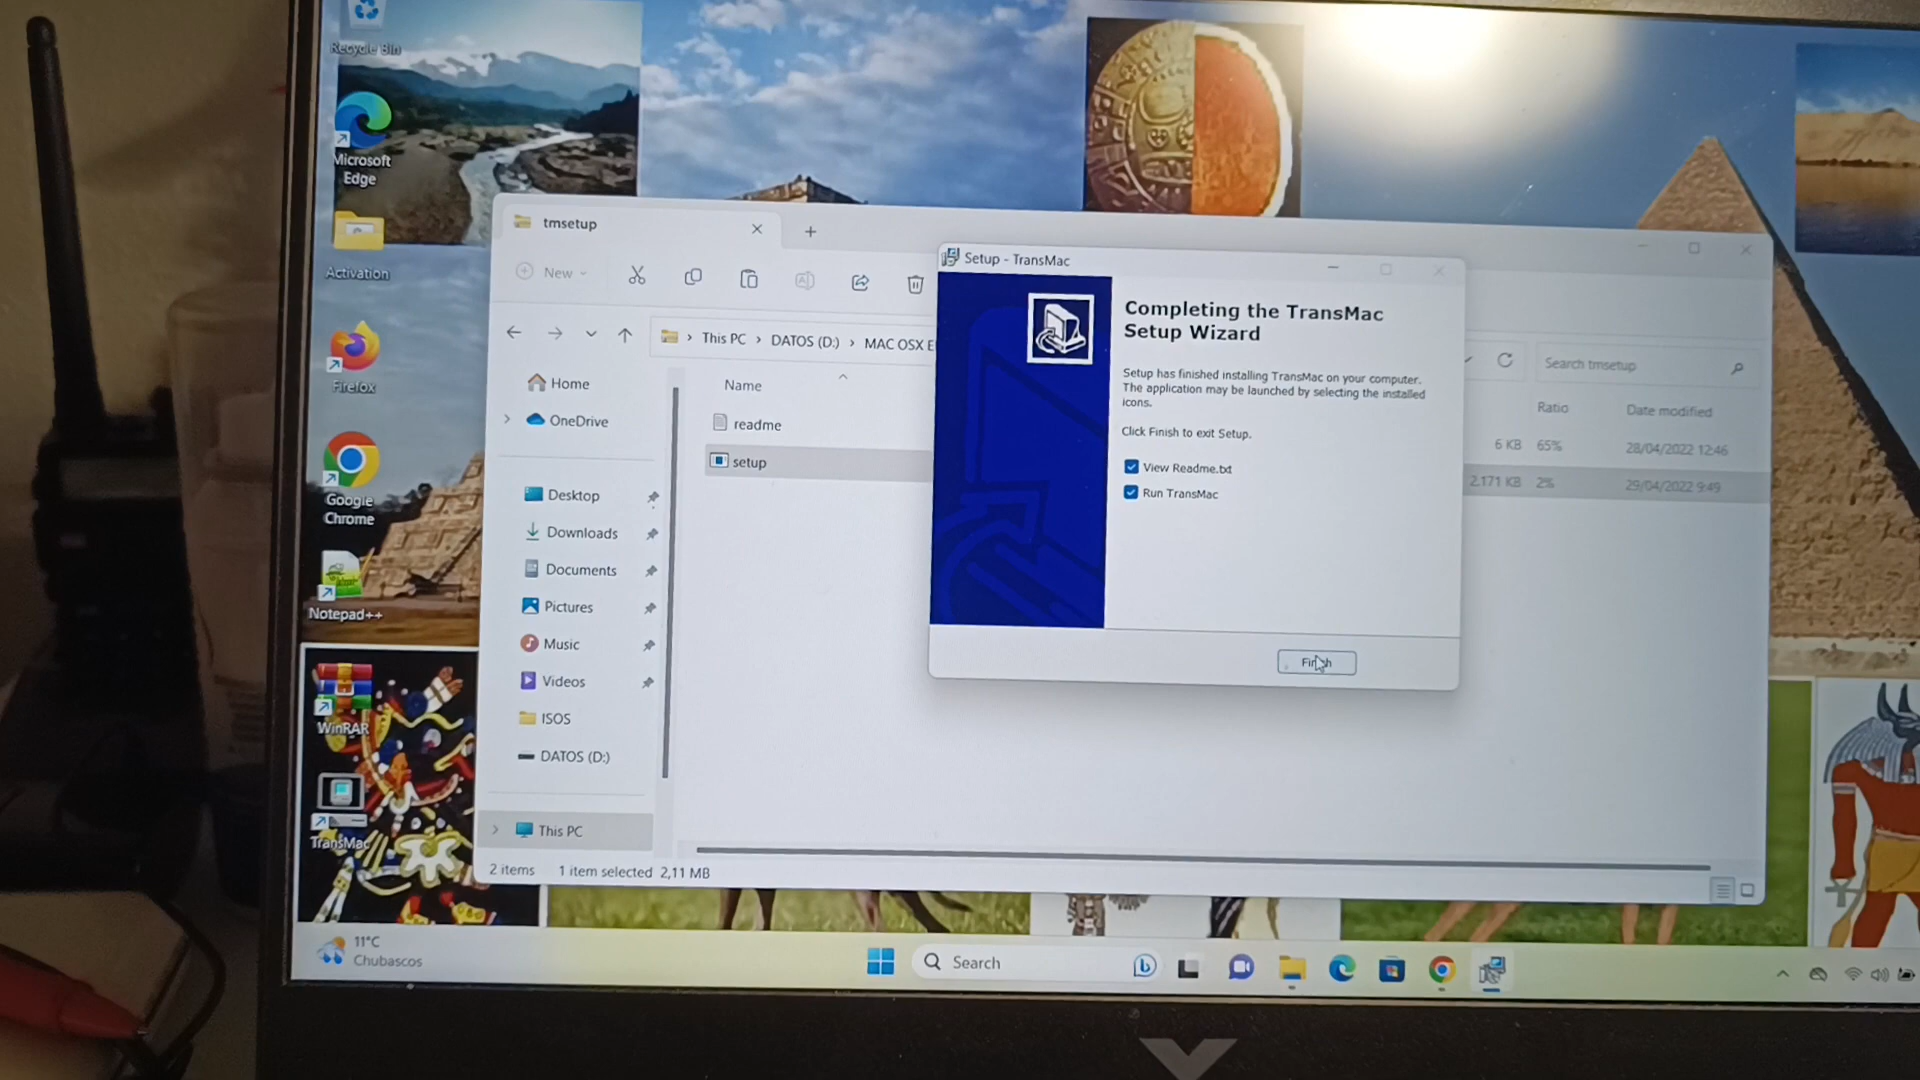 Recycle Bin
Microsoft
Edge
Activation
Firefox
Google
Chrome
Notepad++
WinRAR
TransMac
tmsetup
New
This PC > DATOS (D:) > MAC OSX E
Search tmsetup
Home
OneDrive
Desktop
Downloads
Documents
Pictures
Music
Videos
ISOS
DATOS (D:)
This PC
Name
Ratio
Date modified
readme
6 KB
65%
28/04/2022 12:46
setup
2.171 KB
2%
29/04/2022 9:49
2 items
1 item selected 2,11 MB
Setup - TransMac
Completing the TransMac
Setup Wizard
Setup has finished installing TransMac on your computer.
The application may be launched by selecting the installed
icons.
Click Finish to exit Setup.
View Readme.txt
Run TransMac
Finish
11°C
Chubascos
Search